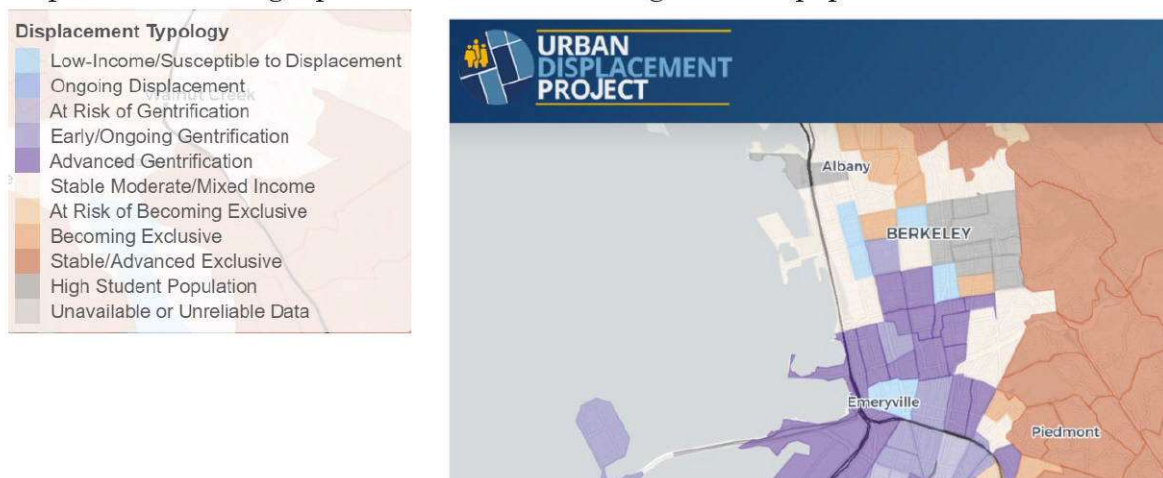 Displacement Typology
Low-Income/Susceptible to Displacement
Ongoing Displacement
At Risk of Gentrification
Early/Ongoing Gentrification
Advanced Gentrification
Stable Moderate/Mixed Income
At Risk of Becoming Exclusive
Becoming Exclusive
Stable/Advanced Exclusive
High Student Population
Unavailable or Unreliable Data
Walnut Creek
URBAN
DISPLACEMENT
PROJECT
Albany
BERKELEY
Emeryville
Piedmont